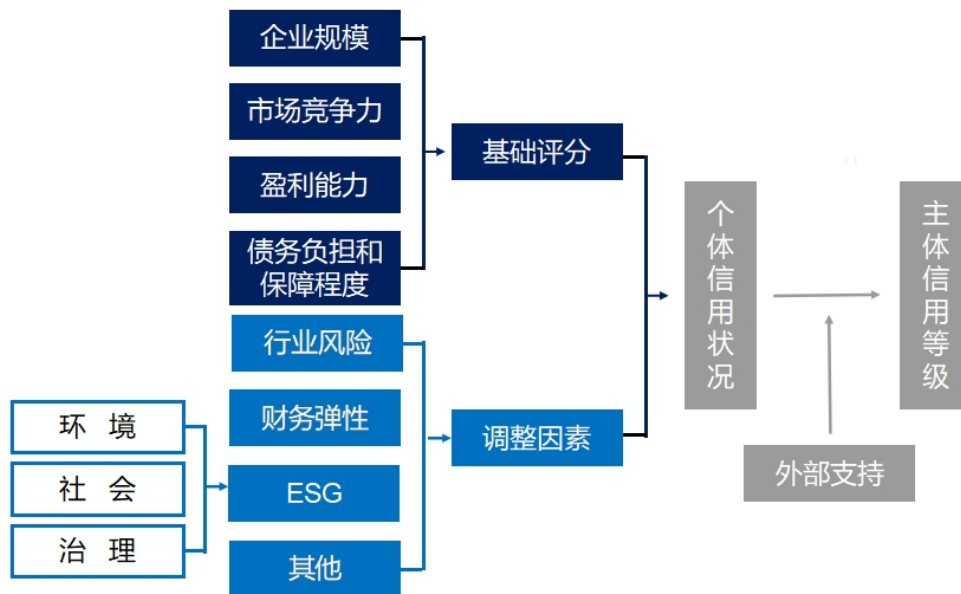 企业规模
市场竞争力
盈利能力
债务负担和
保障程度
行业风险
财务弹性
ESG
其他
环 境
社 会
治 理
基础评分
调整因素
个体信用状况
外部支持
主体信用等级